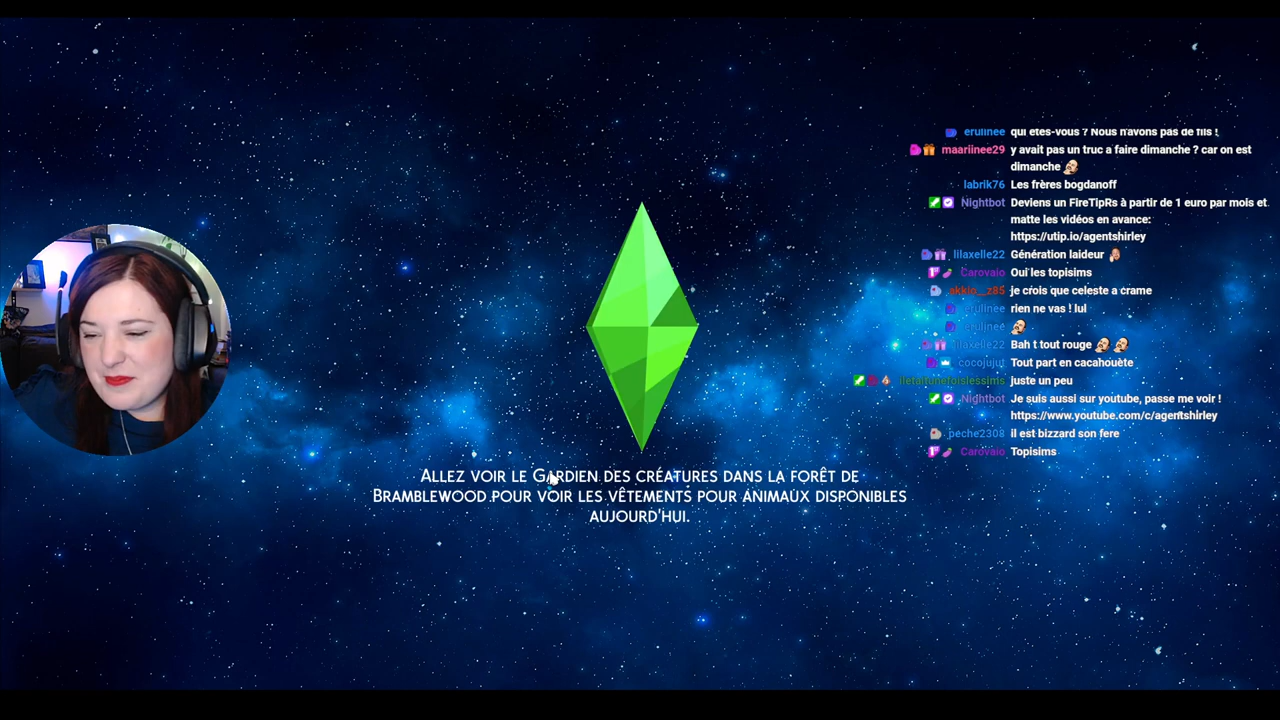 erulinee qui êtes-vous ? Nous n'avons pas de fils !
maariinee29 y avait pas un truc a faire dimanche ? car on est
dimanche
labrik76 Les frères bogdanoff
Nightbot Deviens un FireTipRs à partir de 1 euro par mois et
matte les vidéos en avance:
https://utip.io/agentshirley
lilaxelle22 Génération laideur
Carovaio Oui les topisims
akkio__z85 je crois que celeste a crame
erulinee rien ne vas ! lui
erulinee
lilaxelle22 Bah t tout rouge
cocojujut Tout part en cacahouète
iletaitunefoislessims juste un peu
Nightbot Je suis aussi sur youtube, passe me voir !
https://www.youtube.com/c/agentshirley
peche2308 il est bizzard son fere
Carovaio Topisims
Allez voir le Gardien des créatures dans la forêt de
Bramblewood pour voir les vêtements pour animaux disponibles
aujourd'hui.